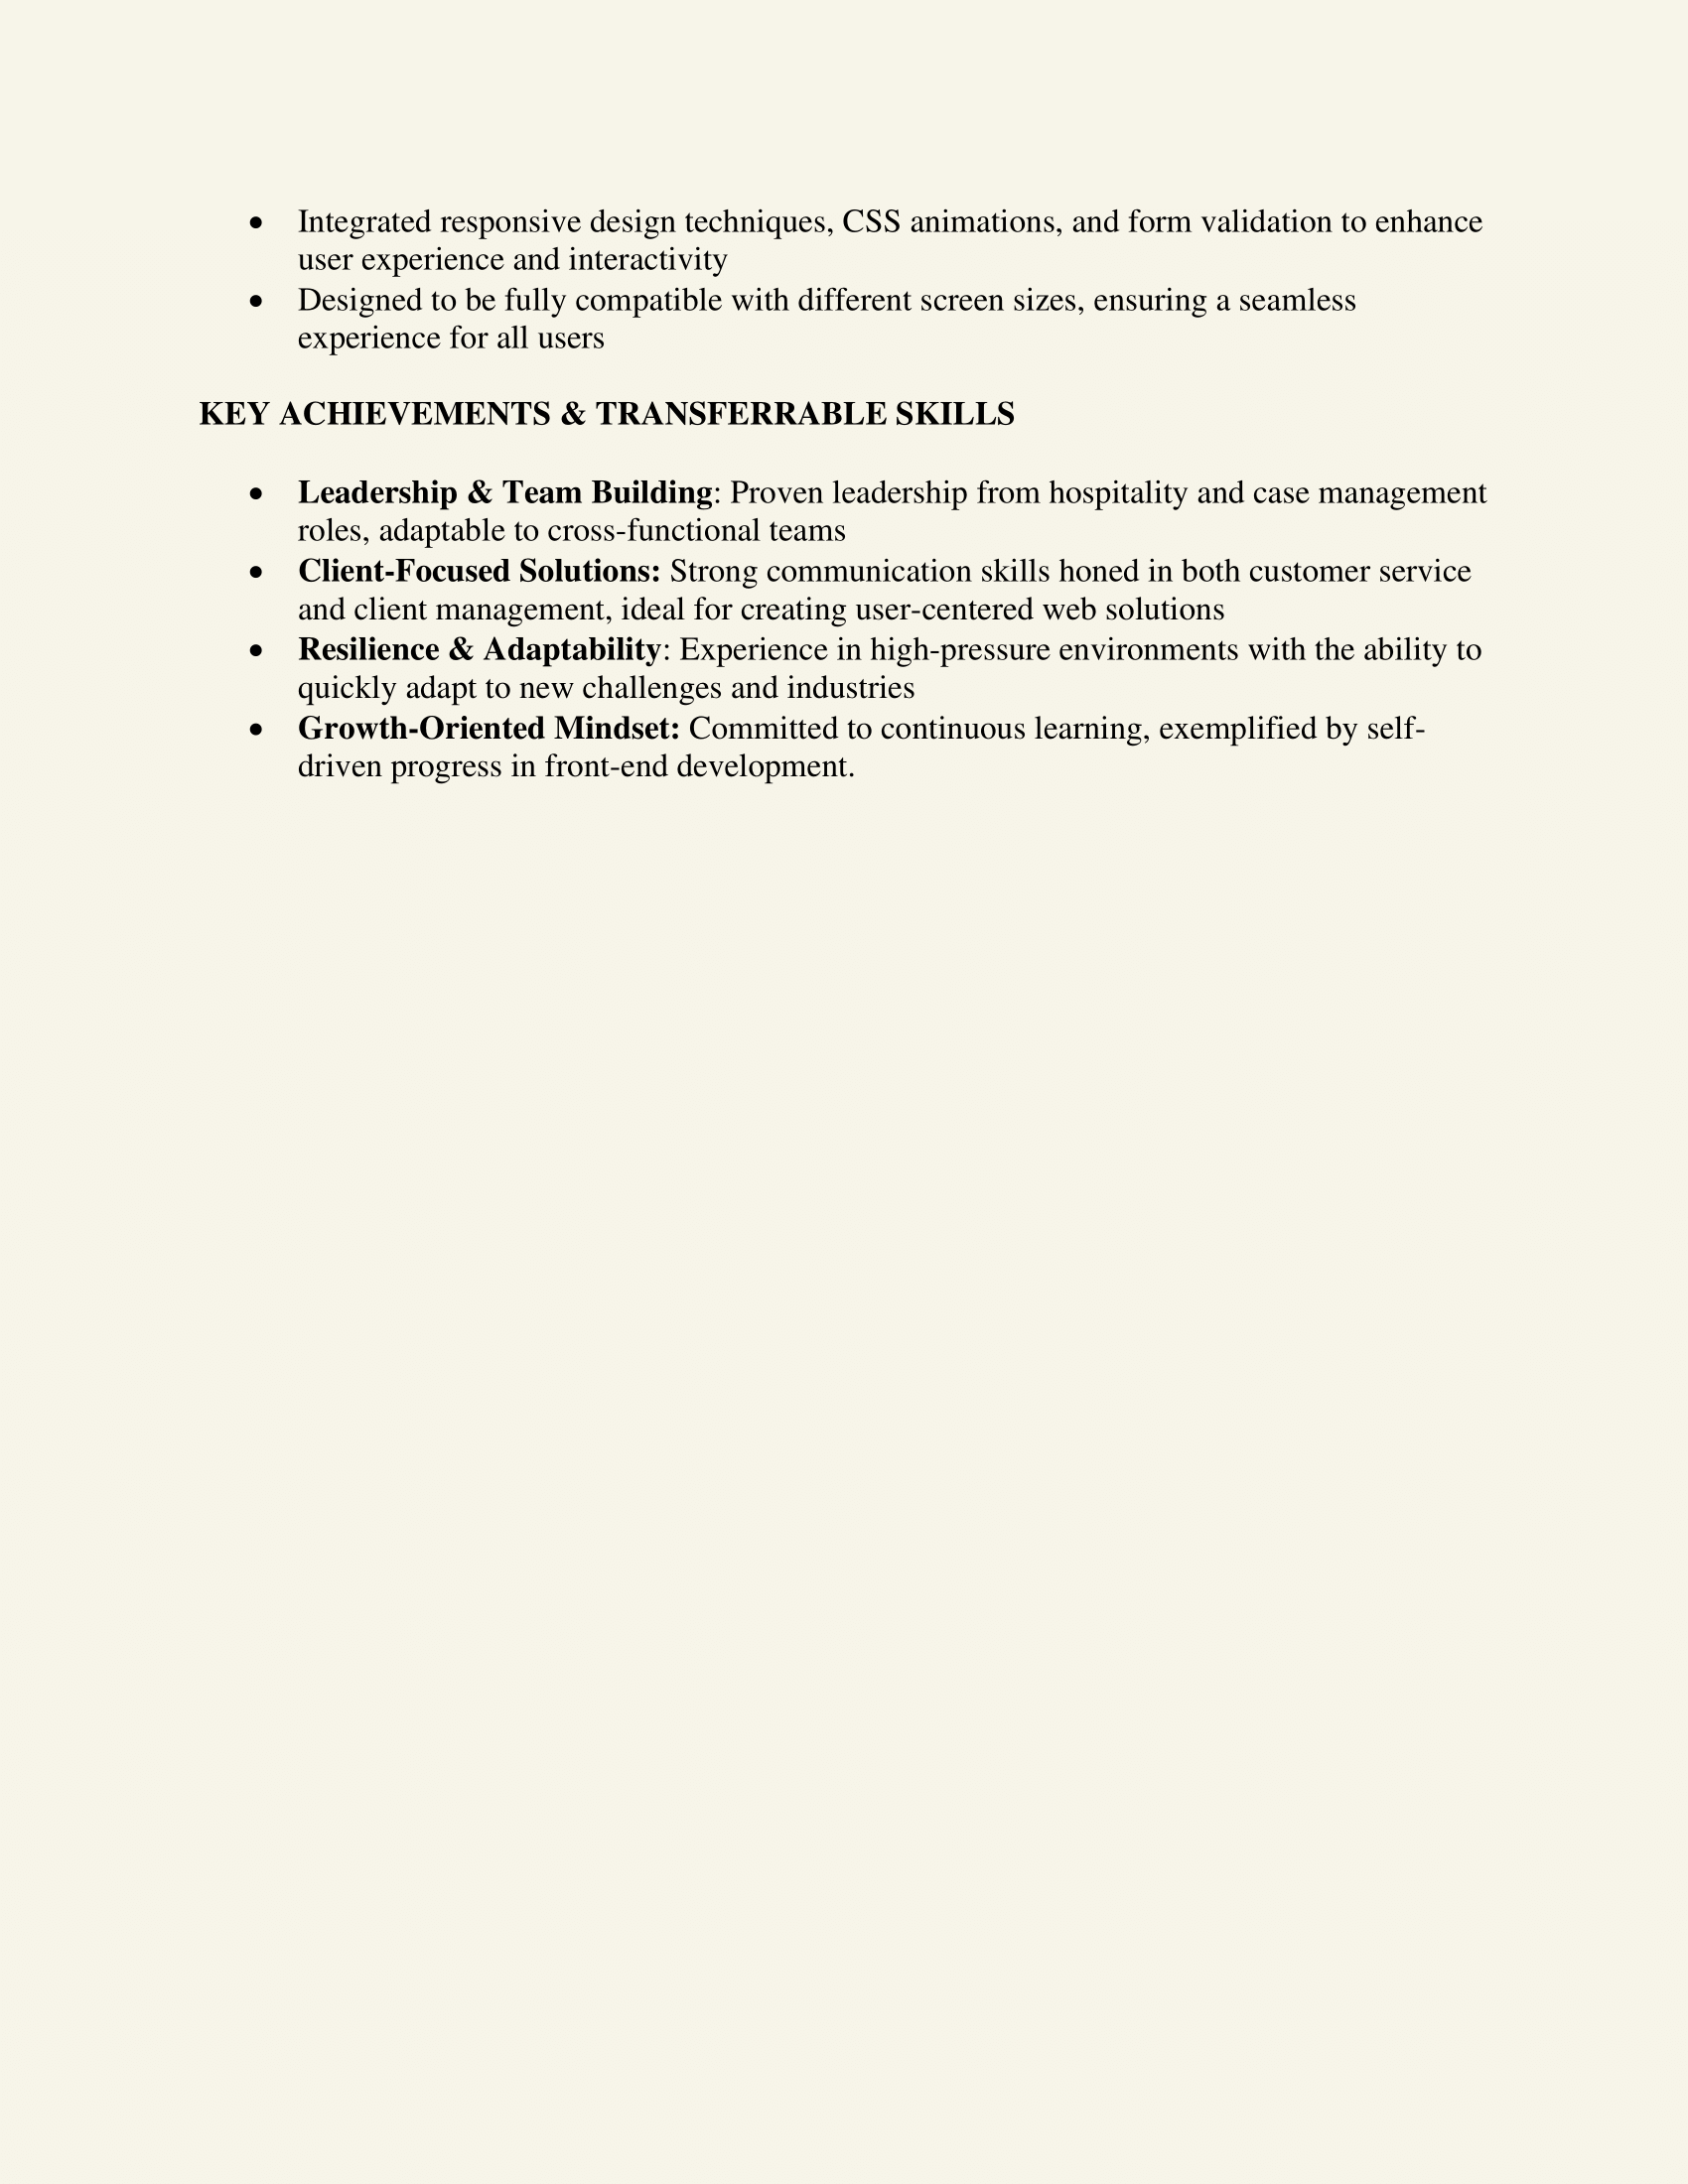 • Integrated responsive design techniques, CSS animations, and form validation to enhance
user experience and interactivity
• Designed to be fully compatible with different screen sizes, ensuring a seamless
experience for all users
KEY ACHIEVEMENTS & TRANSFERRABLE SKILLS
• Leadership & Team Building: Proven leadership from hospitality and case management
roles, adaptable to cross-functional teams
• Client-Focused Solutions: Strong communication skills honed in both customer service
and client management, ideal for creating user-centered web solutions
• Resilience & Adaptability: Experience in high-pressure environments with the ability to
quickly adapt to new challenges and industries
• Growth-Oriented Mindset: Committed to continuous learning, exemplified by self-
driven progress in front-end development.